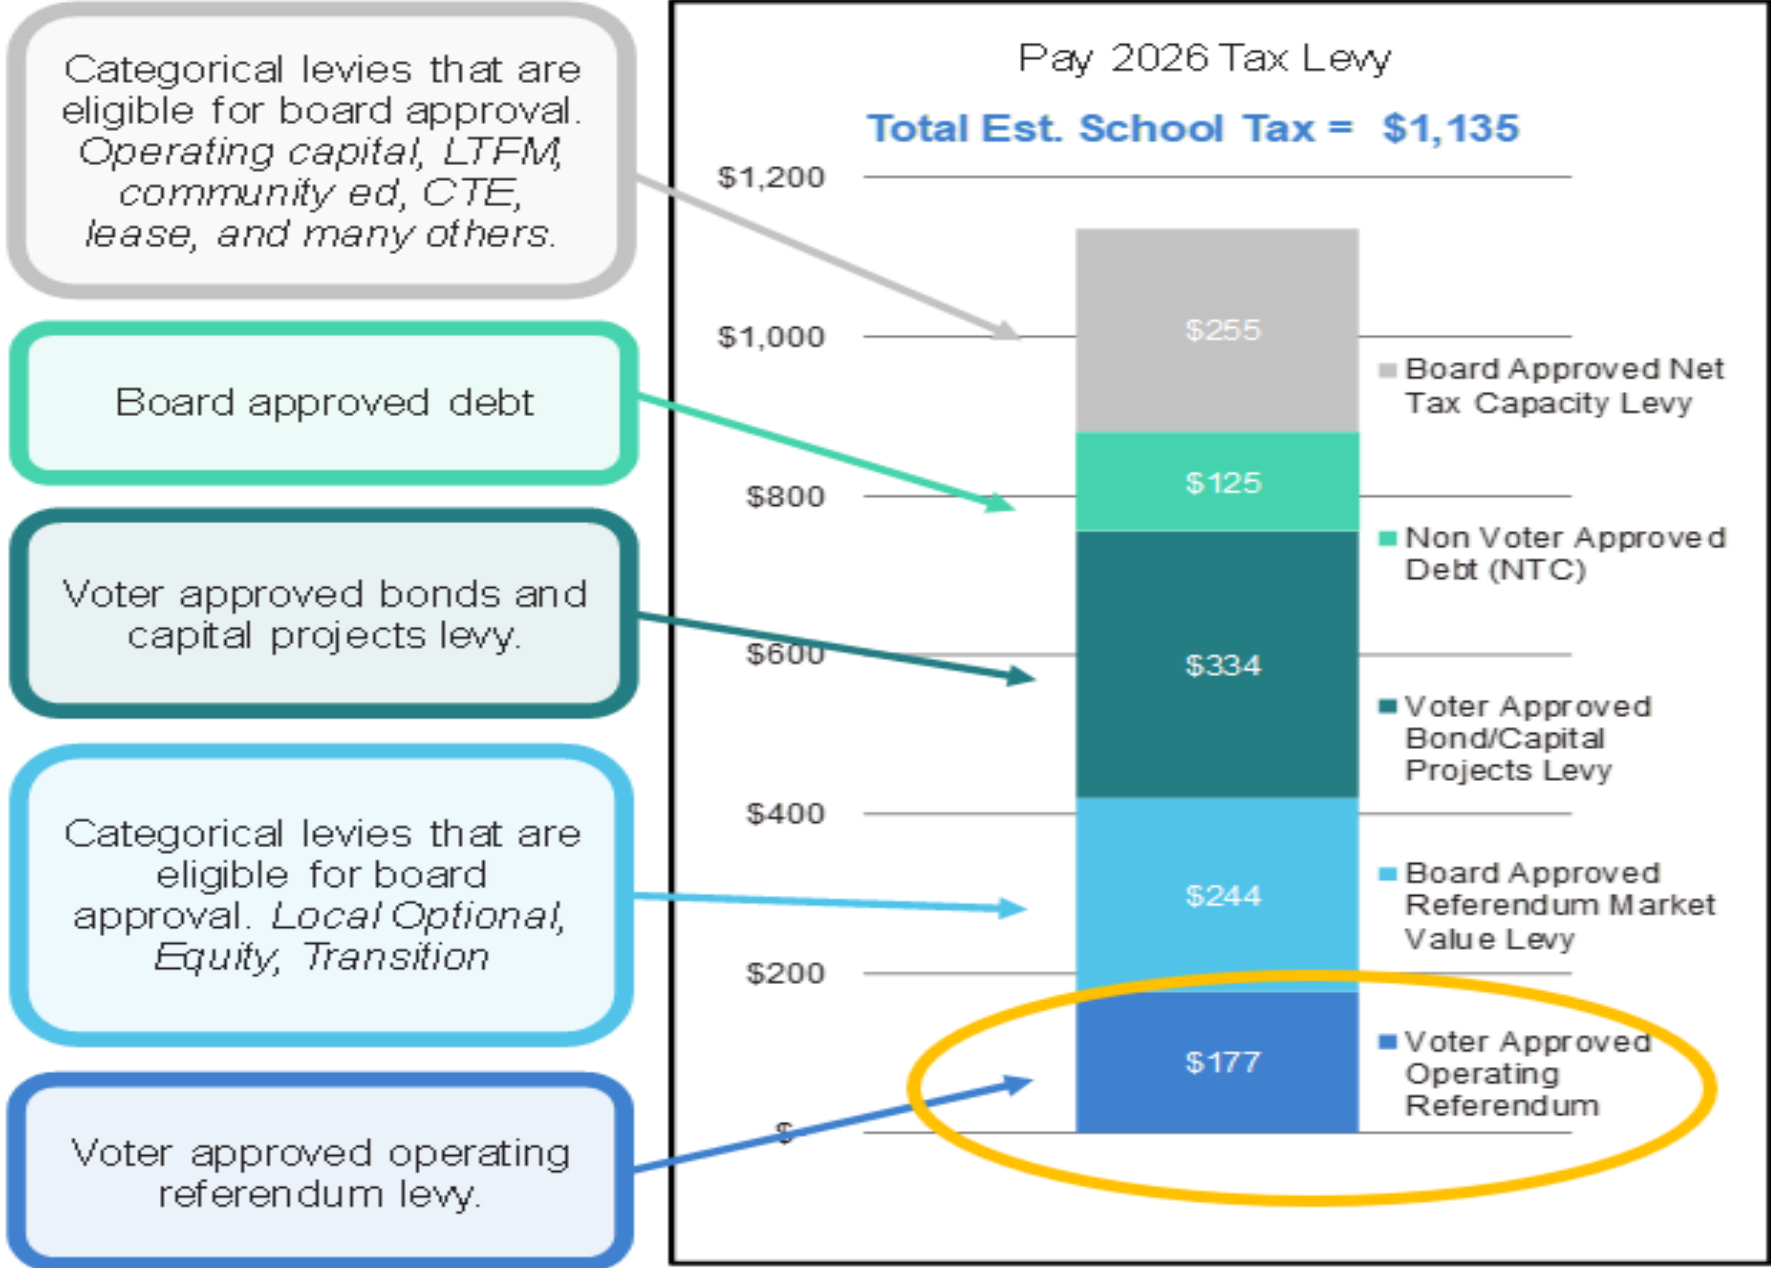 Categorical levies that are
eligible for board approval.
Operating capital, LTFM,
community ed, CTE,
lease, and many others.
Board approved debt
Voter approved bonds and
capital projects levy.
Categorical levies that are
eligible for board
approval. Local Optional,
Equity, Transition
Voter approved operating
referendum levy.
Pay 2026 Tax Levy
Total Est. School Tax = $1,135
$1,200
$1,000
$800
$600
$400
$200
$-
$255
$125
$334
$244
$177
Board Approved Net
Tax Capacity Levy
Non Voter Approved
Debt (NTC)
Voter Approved
Bond/Capital
Projects Levy
Board Approved
Referendum Market
Value Levy
Voter Approved
Operating
Referendum